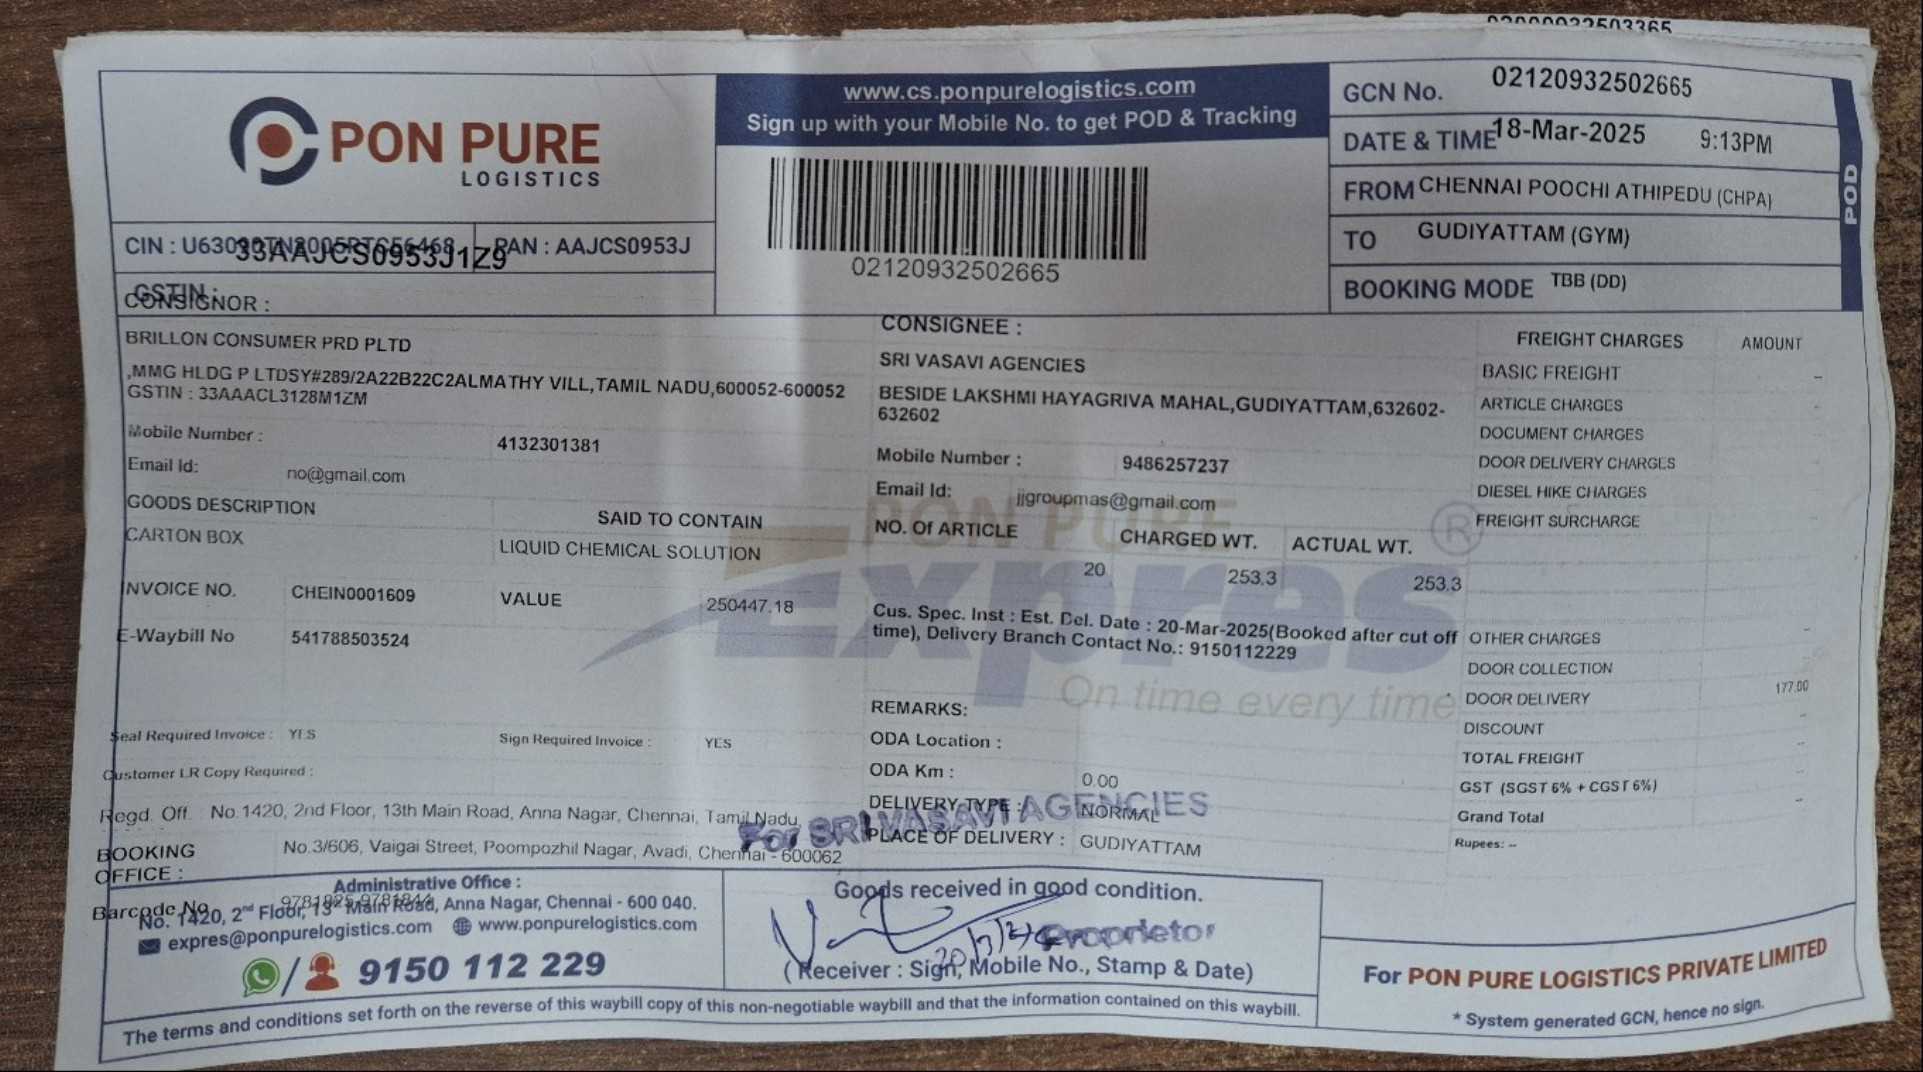 PON PURE
LOGISTICS
www.cs.ponpurelogistics.com
Sign up with your Mobile No. to get POD & Tracking
02120932502665
GCN No. 02120932502665
DATE & TIME 18-Mar-2025 9:13PM
FROM CHENNAI POOCHI ATHIPEDU (CHPA)
TO GUDIYATTAM (GYM)
BOOKING MODE TBB (DD)
POD
PAN : AAJCS0953J
33AAJCS0953J1Z9
GSTIN :
CONSIGNOR :
BRILLON CONSUMER PRD PLTD
,MMG HLDG P LTDSY#289/2A22B22C2ALMATHY VILL,TAMIL NADU,600052-600052
GSTIN : 33AAACL3128M1ZM
Mobile Number : 4132301381
Email Id: no@gmail.com
GOODS DESCRIPTION SAID TO CONTAIN
CARTON BOX LIQUID CHEMICAL SOLUTION
INVOICE NO. CHEIN0001609 VALUE 250447.18
E-Waybill No 541788503524
Seal Required Invoice : YES Sign Required Invoice : YES
Customer LR Copy Required :
CONSIGNEE :
SRI VASAVI AGENCIES
BESIDE LAKSHMI HAYAGRIVA MAHAL,GUDIYATTAM,632602-
632602
Mobile Number : 9486257237
Email Id: jjgroupmas@gmail.com
NO. Of ARTICLE CHARGED WT. ACTUAL WT.
20 253.3 253.3
Cus. Spec. Inst : Est. Del. Date : 20-Mar-2025(Booked after cut off
time), Delivery Branch Contact No.: 9150112229
PON PURE
Expres ®
On time every time
REMARKS:
ODA Location :
ODA Km : 0.00
DELIVERY TYPE : NORMAL
PLACE OF DELIVERY : GUDIYATTAM
FREIGHT CHARGES AMOUNT
BASIC FREIGHT --
ARTICLE CHARGES
DOCUMENT CHARGES
DOOR DELIVERY CHARGES
DIESEL HIKE CHARGES
FREIGHT SURCHARGE
OTHER CHARGES --
DOOR COLLECTION
DOOR DELIVERY 177.00
DISCOUNT
TOTAL FREIGHT --
GST (SGST 6% + CGST 6%) --
Grand Total --
Rupees: --
Regd. Off. : No.1420, 2nd Floor, 13th Main Road, Anna Nagar, Chennai, Tamil Nadu,
BOOKING
OFFICE :
No.3/606, Vaigai Street, Poompozhil Nagar, Avadi, Chennai - 600062
For SRI VASAVI AGENCIES
Proprietor
Barcode No
Administrative Office :
No. 1420, 2nd Floor, 13th Main Road, Anna Nagar, Chennai - 600 040.
expres@ponpurelogistics.com www.ponpurelogistics.com
/ 9150 112 229
Goods received in good condition.
(Receiver : Sign, Mobile No., Stamp & Date)
The terms and conditions set forth on the reverse of this waybill copy of this non-negotiable waybill and that the information contained on this waybill.
For PON PURE LOGISTICS PRIVATE LIMITED
* System generated GCN, hence no sign.